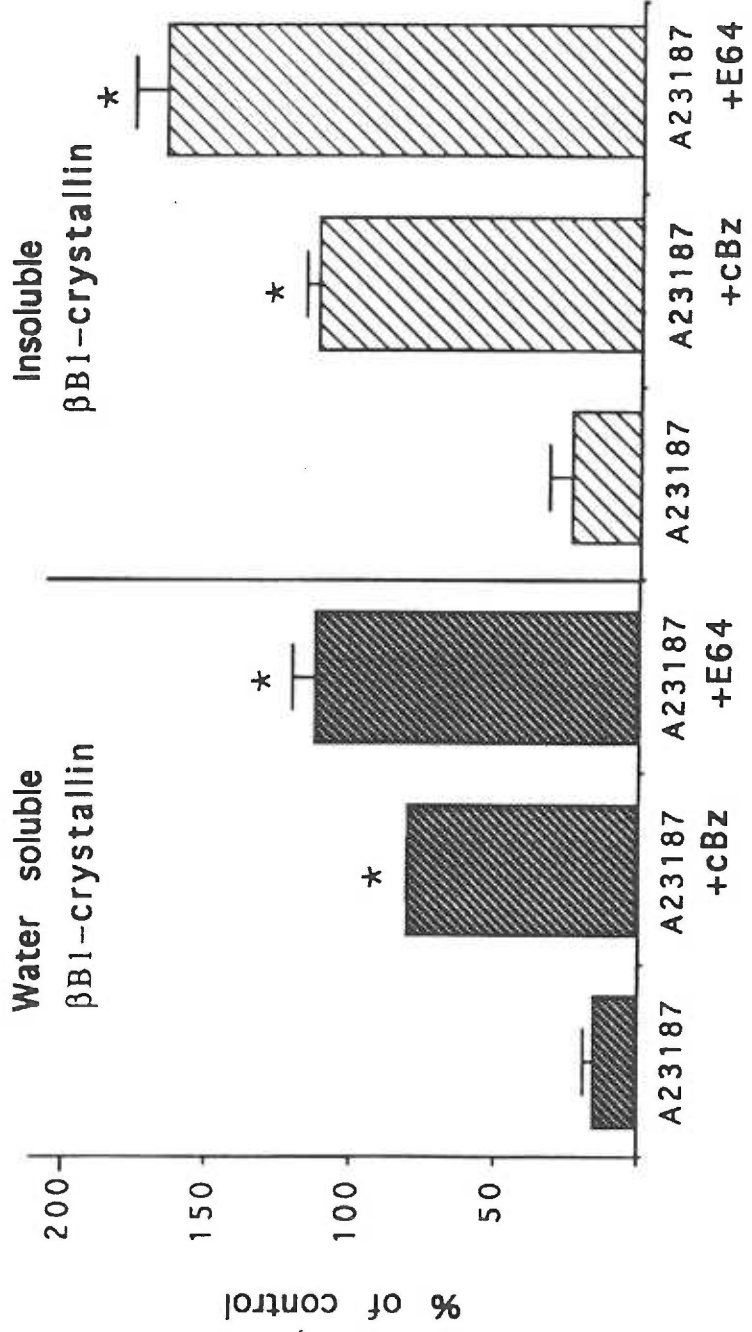 Water soluble
βB1-crystallin
Insoluble
βB1-crystallin
*
*
*
*
% of control
200
150
100
50
A23187
A23187
+cBz
A23187
+E64
A23187
A23187
+cBz
A23187
+E64